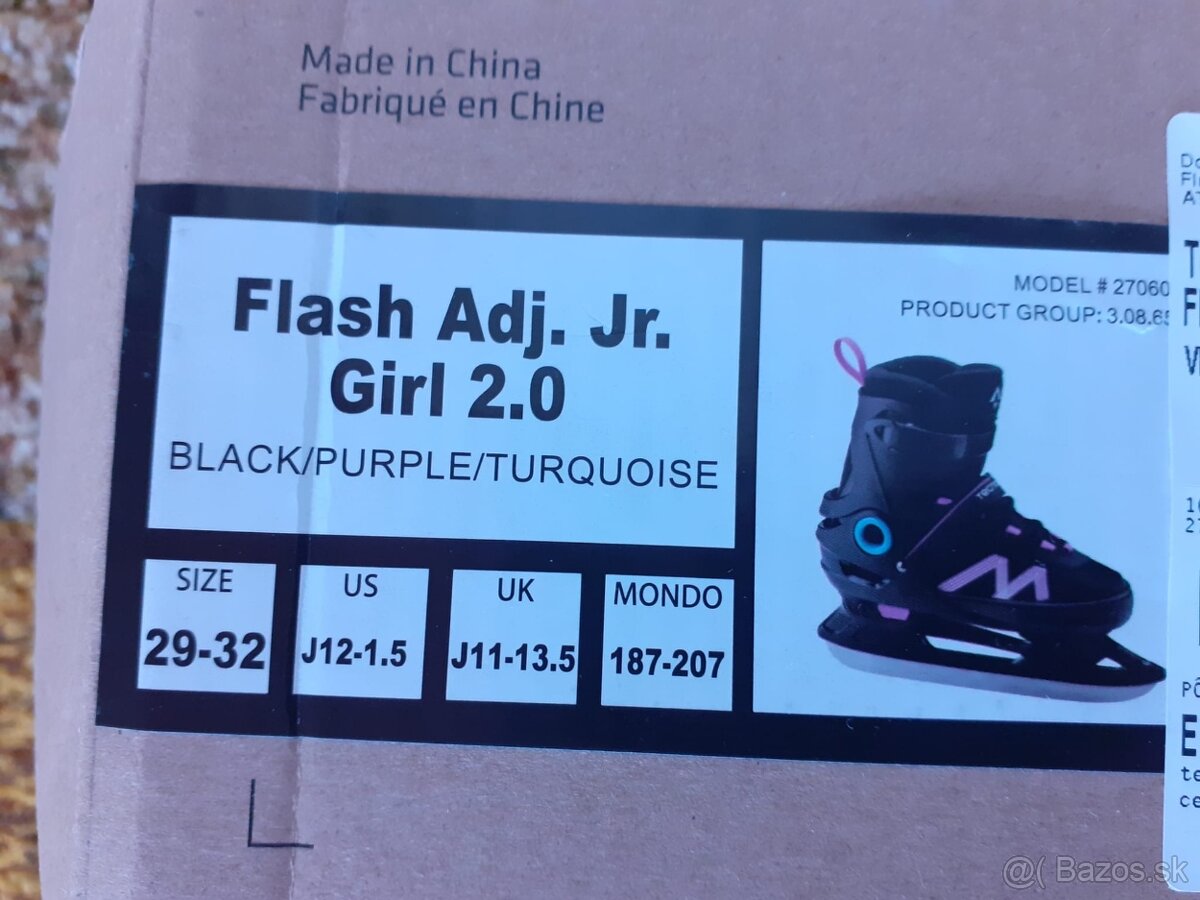 Made in China
Fabriqué en Chine
Flash Adj. Jr.
Girl 2.0
BLACK/PURPLE/TURQUOISE
SIZE
29-32
US
J12-1.5
UK
J11-13.5
MONDO
187-207
MODEL # 27060
PRODUCT GROUP: 3.08.65
@( Bazos.sk